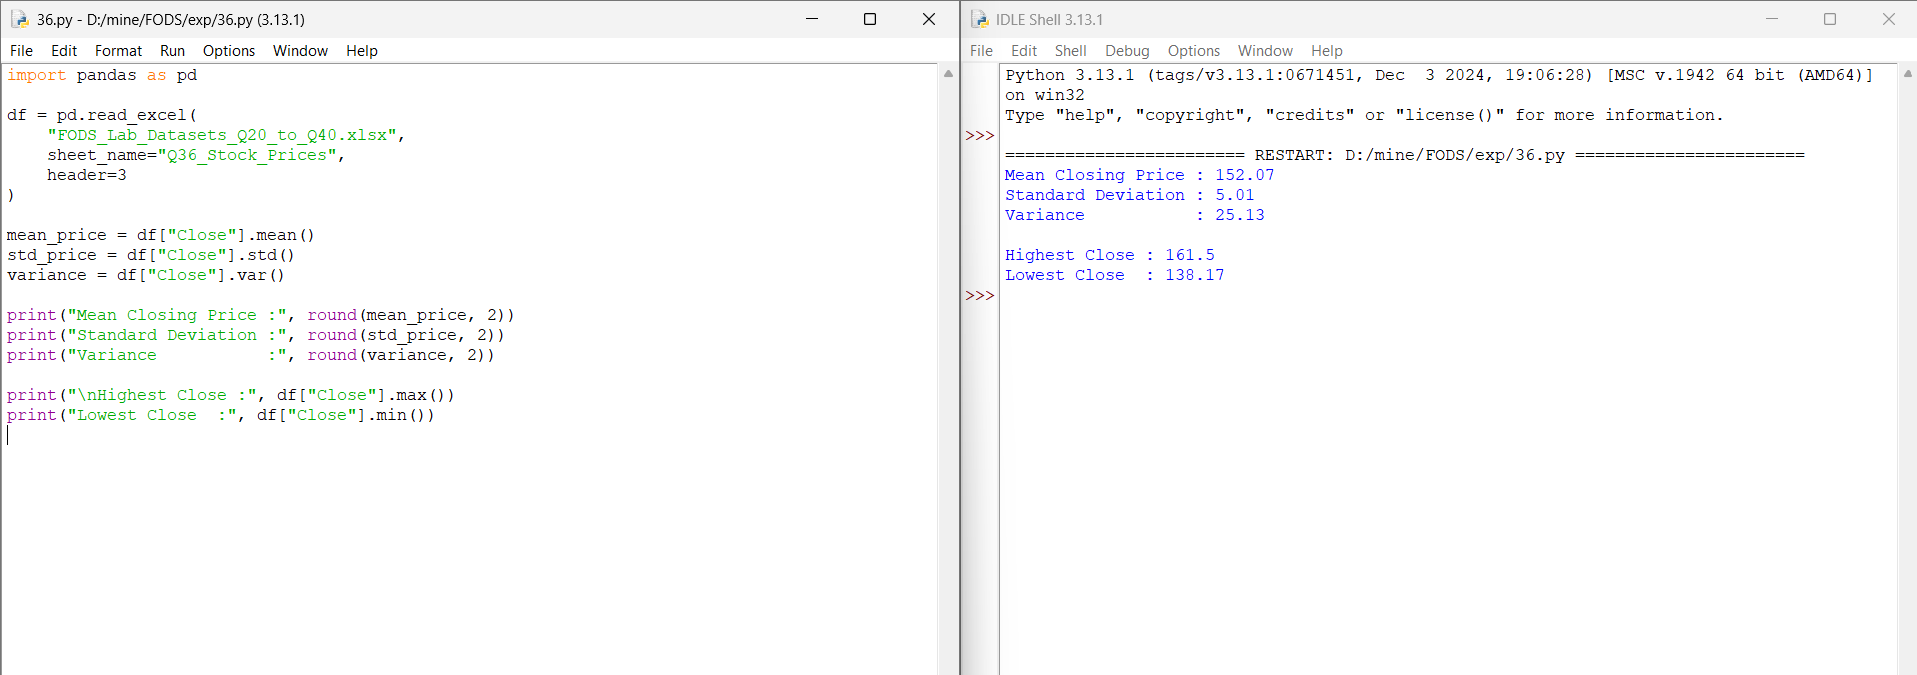 36.py - D:/mine/FODS/exp/36.py (3.13.1)
File Edit Format Run Options Window Help
import pandas as pd

df = pd.read_excel(
    "FODS_Lab_Datasets_Q20_to_Q40.xlsx",
    sheet_name="Q36_Stock_Prices",
    header=3
)

mean_price = df["Close"].mean()
std_price = df["Close"].std()
variance = df["Close"].var()

print("Mean Closing Price :", round(mean_price, 2))
print("Standard Deviation :", round(std_price, 2))
print("Variance           :", round(variance, 2))

print("\nHighest Close :", df["Close"].max())
print("Lowest Close  :", df["Close"].min())
IDLE Shell 3.13.1
File Edit Shell Debug Options Window Help
Python 3.13.1 (tags/v3.13.1:0671451, Dec  3 2024, 19:06:28) [MSC v.1942 64 bit (AMD64)]
on win32
Type "help", "copyright", "credits" or "license()" for more information.
>>>
======================== RESTART: D:/mine/FODS/exp/36.py =======================
Mean Closing Price : 152.07
Standard Deviation : 5.01
Variance           : 25.13

Highest Close : 161.5
Lowest Close  : 138.17
>>>